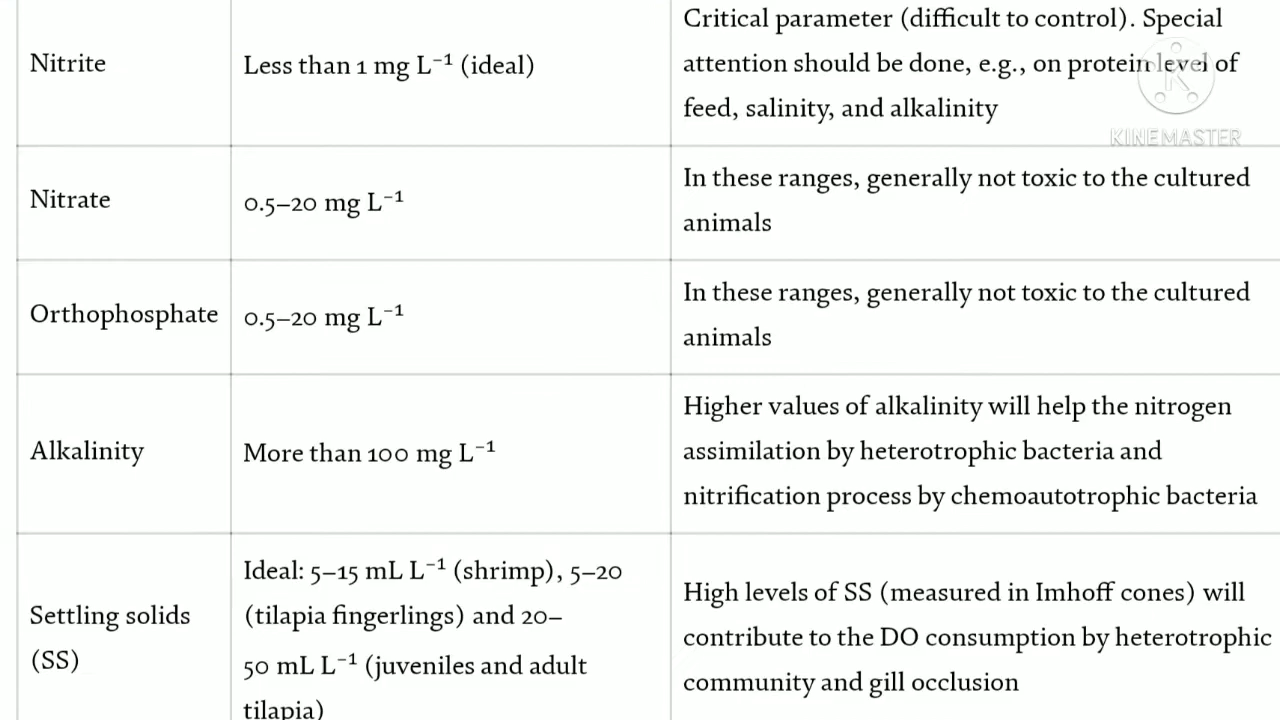 Nitrite
Less than 1 mg L⁻¹ (ideal)
Critical parameter (difficult to control). Special
attention should be done, e.g., on protein level of
feed, salinity, and alkalinity
KINEMASTER
Nitrate
0.5–20 mg L⁻¹
In these ranges, generally not toxic to the cultured
animals
Orthophosphate
0.5–20 mg L⁻¹
In these ranges, generally not toxic to the cultured
animals
Alkalinity
More than 100 mg L⁻¹
Higher values of alkalinity will help the nitrogen
assimilation by heterotrophic bacteria and
nitrification process by chemoautotrophic bacteria
Settling solids
(SS)
Ideal: 5–15 mL L⁻¹ (shrimp), 5–20
(tilapia fingerlings) and 20–
50 mL L⁻¹ (juveniles and adult
tilapia)
High levels of SS (measured in Imhoff cones) will
contribute to the DO consumption by heterotrophic
community and gill occlusion